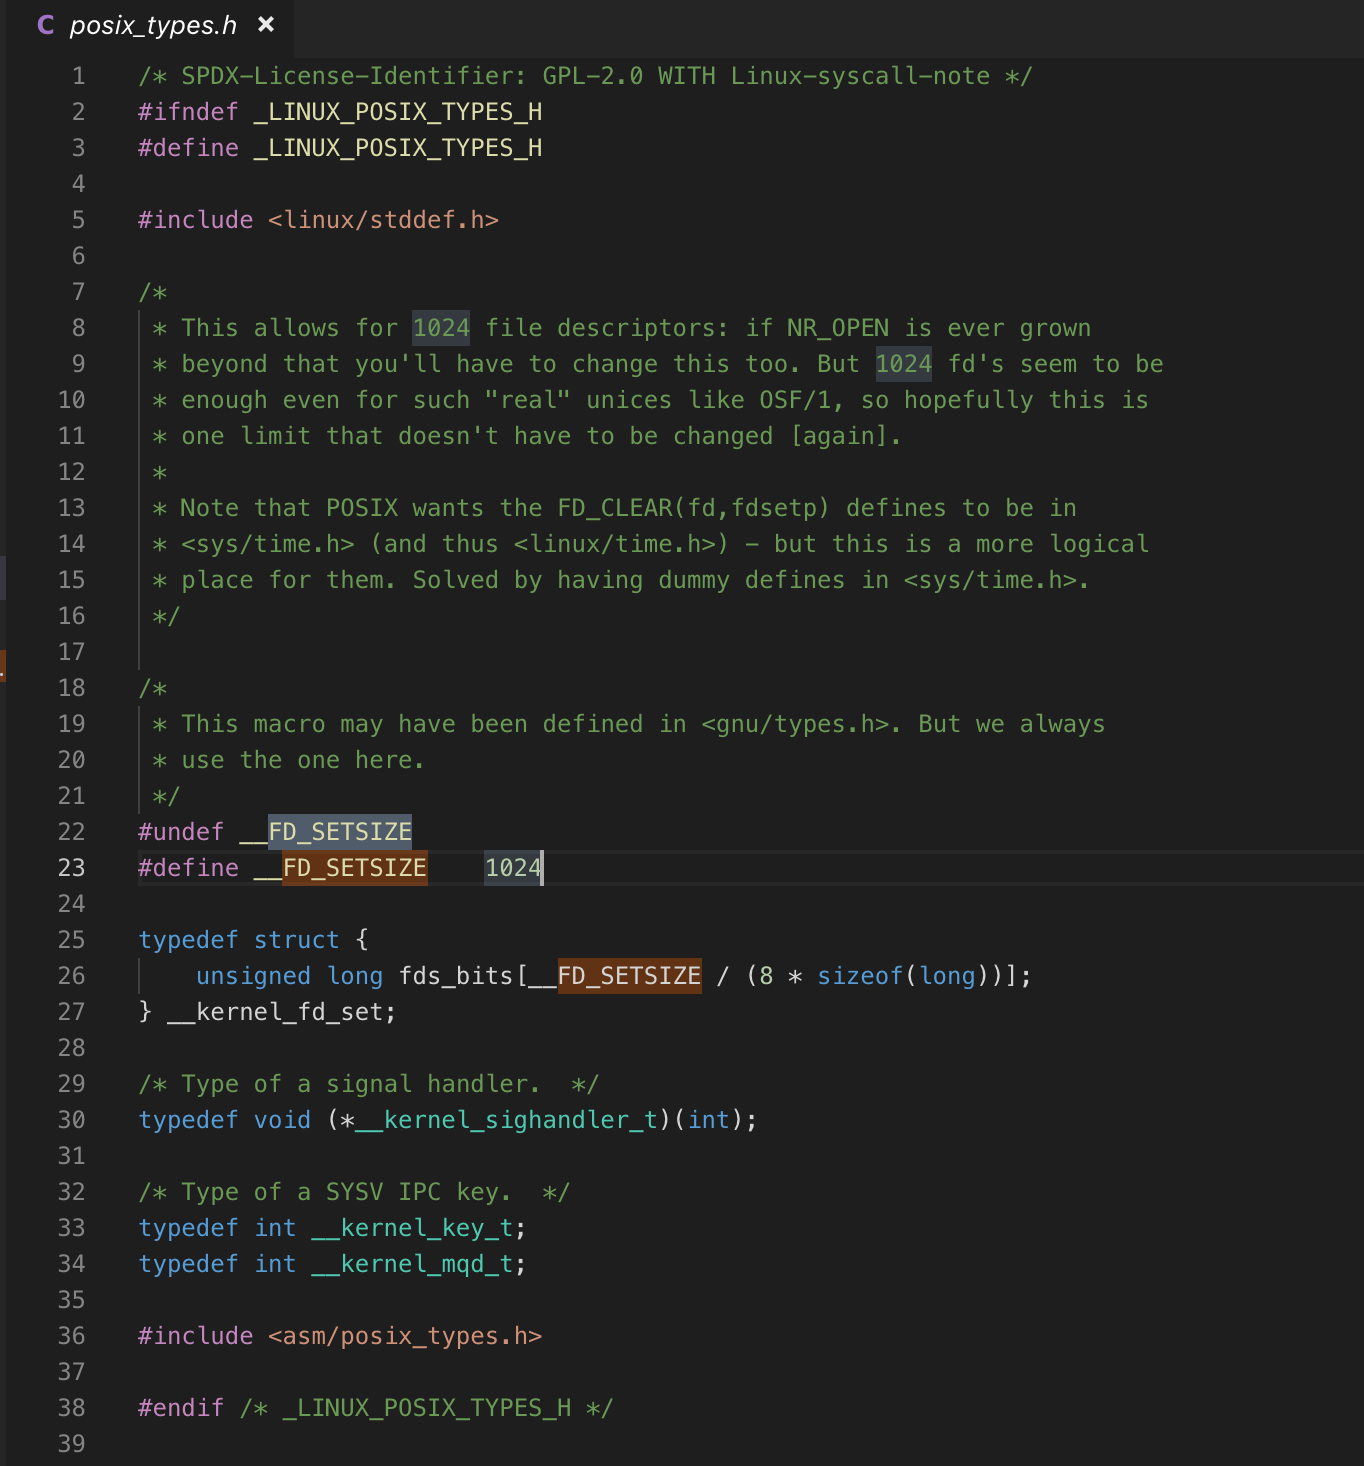 C posix_types.h ×
1 /* SPDX-License-Identifier: GPL-2.0 WITH Linux-syscall-note */
2 #ifndef _LINUX_POSIX_TYPES_H
3 #define _LINUX_POSIX_TYPES_H
4
5 #include <linux/stddef.h>
6
7 /*
8  * This allows for 1024 file descriptors: if NR_OPEN is ever grown
9  * beyond that you'll have to change this too. But 1024 fd's seem to be
10  * enough even for such "real" unices like OSF/1, so hopefully this is
11  * one limit that doesn't have to be changed [again].
12  *
13  * Note that POSIX wants the FD_CLEAR(fd,fdsetp) defines to be in
14  * <sys/time.h> (and thus <linux/time.h>) - but this is a more logical
15  * place for them. Solved by having dummy defines in <sys/time.h>.
16  */
17
18 /*
19  * This macro may have been defined in <gnu/types.h>. But we always
20  * use the one here.
21  */
22 #undef __FD_SETSIZE
23 #define __FD_SETSIZE    1024
24
25 typedef struct {
26     unsigned long fds_bits[__FD_SETSIZE / (8 * sizeof(long))];
27 } __kernel_fd_set;
28
29 /* Type of a signal handler.  */
30 typedef void (*__kernel_sighandler_t)(int);
31
32 /* Type of a SYSV IPC key.  */
33 typedef int __kernel_key_t;
34 typedef int __kernel_mqd_t;
35
36 #include <asm/posix_types.h>
37
38 #endif /* _LINUX_POSIX_TYPES_H */
39